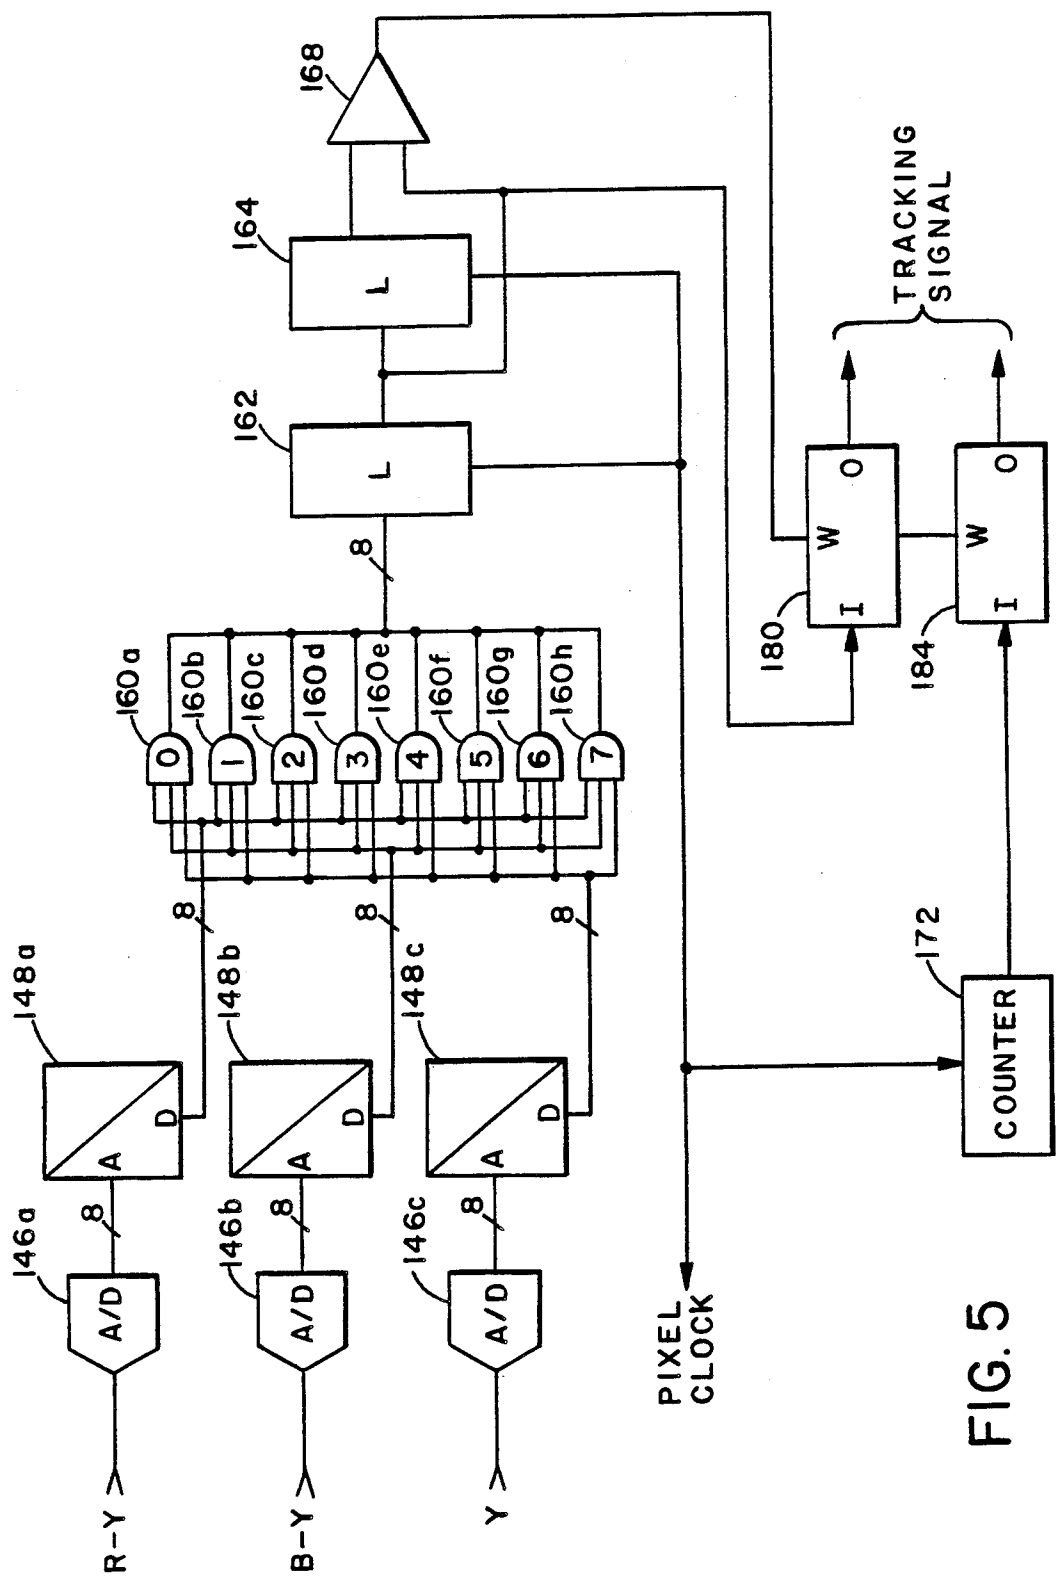 R-Y
146a
A/D
8
148a
A
D
8
B-Y
146b
A/D
8
148b
A
D
8
Y
146c
A/D
8
148c
A
D
8
160a
0
160b
1
160c
2
160d
3
160e
4
160f
5
160g
6
160h
7
8
162
L
164
L
168
PIXEL
CLOCK
172
COUNTER
180
I
W
O
184
I
W
O
TRACKING
SIGNAL
FIG. 5